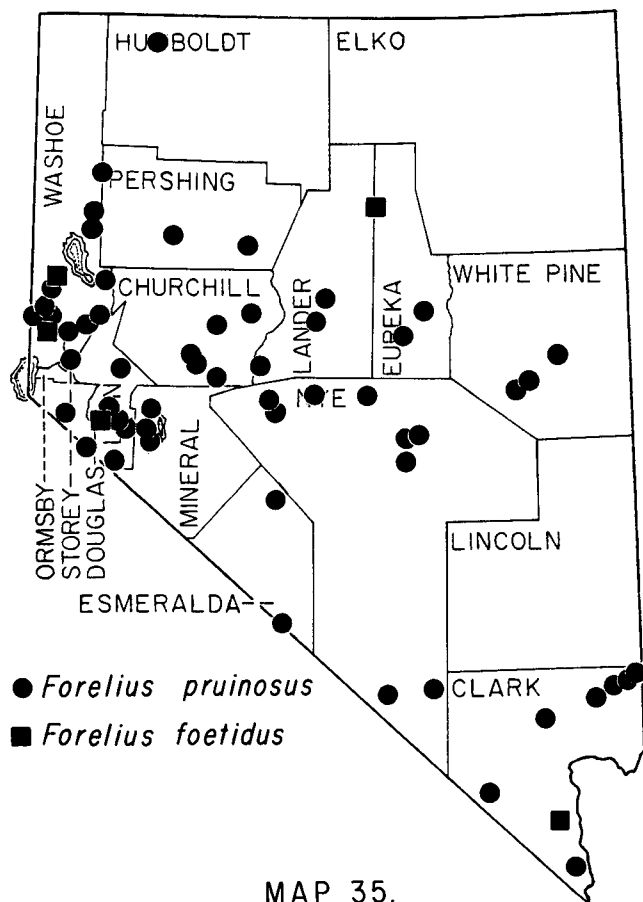 HUMBOLDT
ELKO
WASHOE
PERSHING
CHURCHILL
LANDER
EUREKA
WHITE PINE
NYE
MINERAL
ORMSBY
STOREY
DOUGLAS
LINCOLN
ESMERALDA
CLARK
Forelius pruinosus
Forelius foetidus
MAP 35.